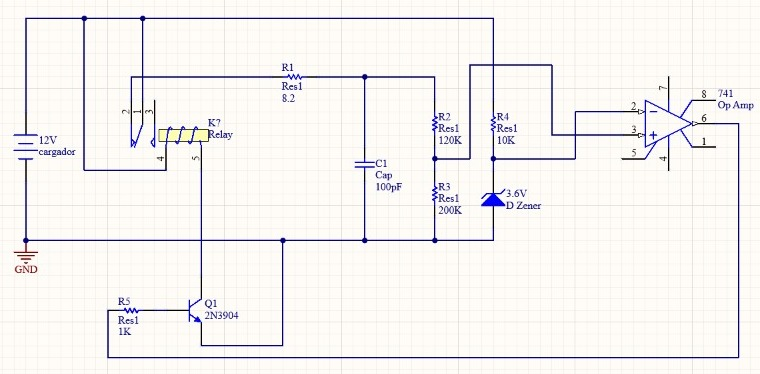 12V
cargador
GND
2
1
3
K?
Relay
4
5
R1
Res1
8.2
C1
Cap
100pF
R2
Res1
120K
R3
Res1
200K
R4
Res1
10K
3.6V
D Zener
741
Op Amp
7
8
2
6
3
5
4
1
R5
Res1
1K
Q1
2N3904